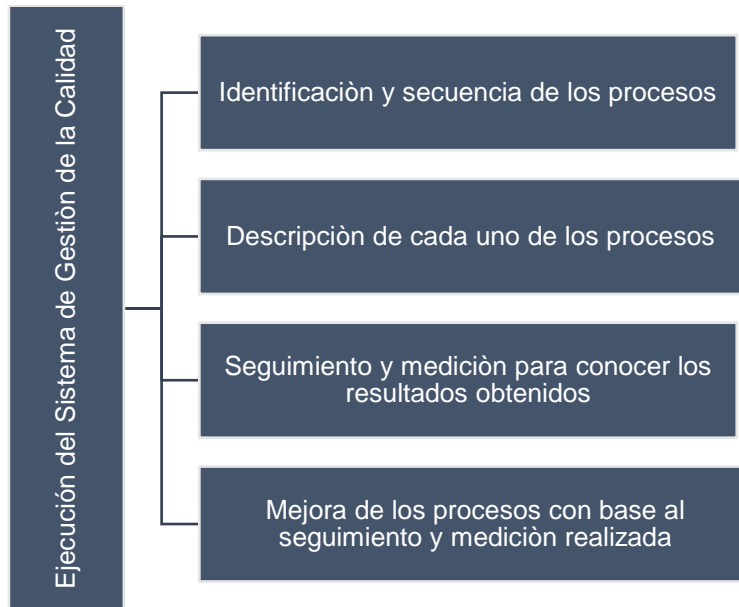 Ejecución del Sistema de Gestiòn de la Calidad
Identificaciòn y secuencia de los procesos
Descripciòn de cada uno de los procesos
Seguimiento y mediciòn para conocer los
resultados obtenidos
Mejora de los procesos con base al
seguimiento y mediciòn realizada